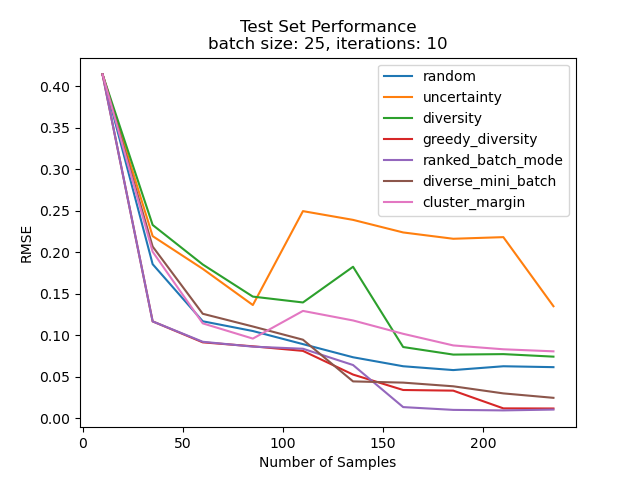 Test Set Performance
batch size: 25, iterations: 10
random
uncertainty
diversity
greedy_diversity
ranked_batch_mode
diverse_mini_batch
cluster_margin
RMSE
0.40
0.35
0.30
0.25
0.20
0.15
0.10
0.05
0.00
0 50 100 150 200
Number of Samples